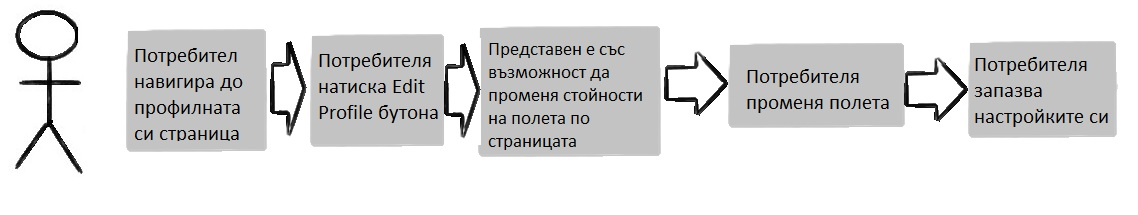 Потребител
навигира до
профилната
си страница
Потребителя
натиска Edit
Profile бутона
Представен е със
възможност да
променя стойности
на полета по
страницата
Потребителя
променя полета
Потребителя
запазва
настройките си